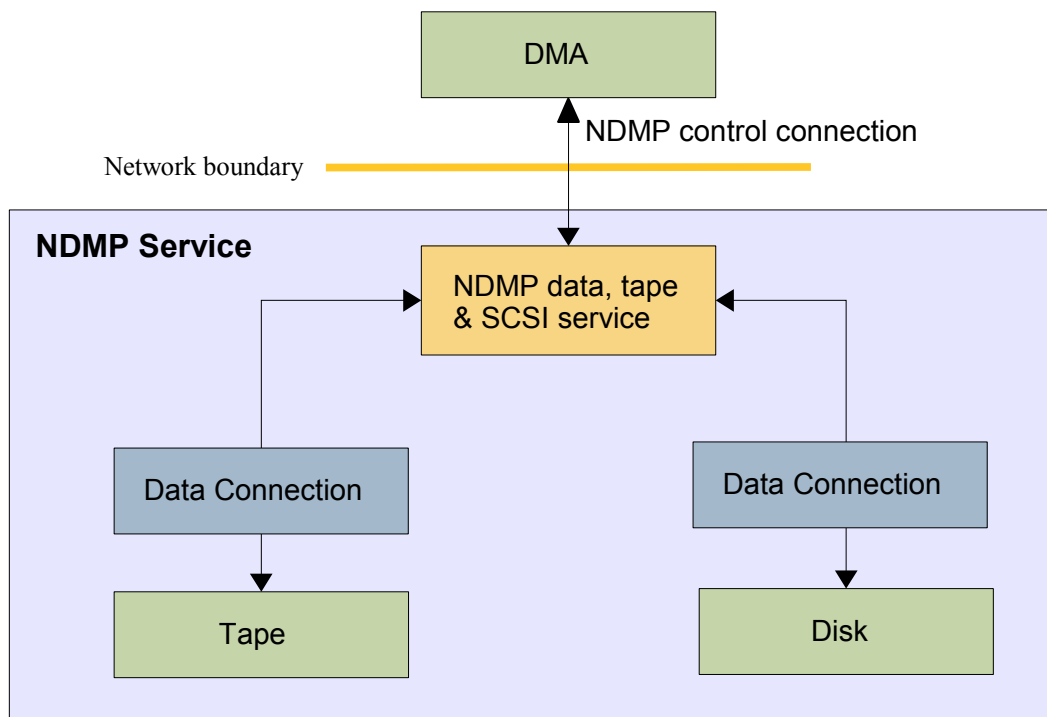 DMA
NDMP control connection
Network boundary
NDMP Service
NDMP data, tape
& SCSI service
Data Connection
Data Connection
Tape
Disk